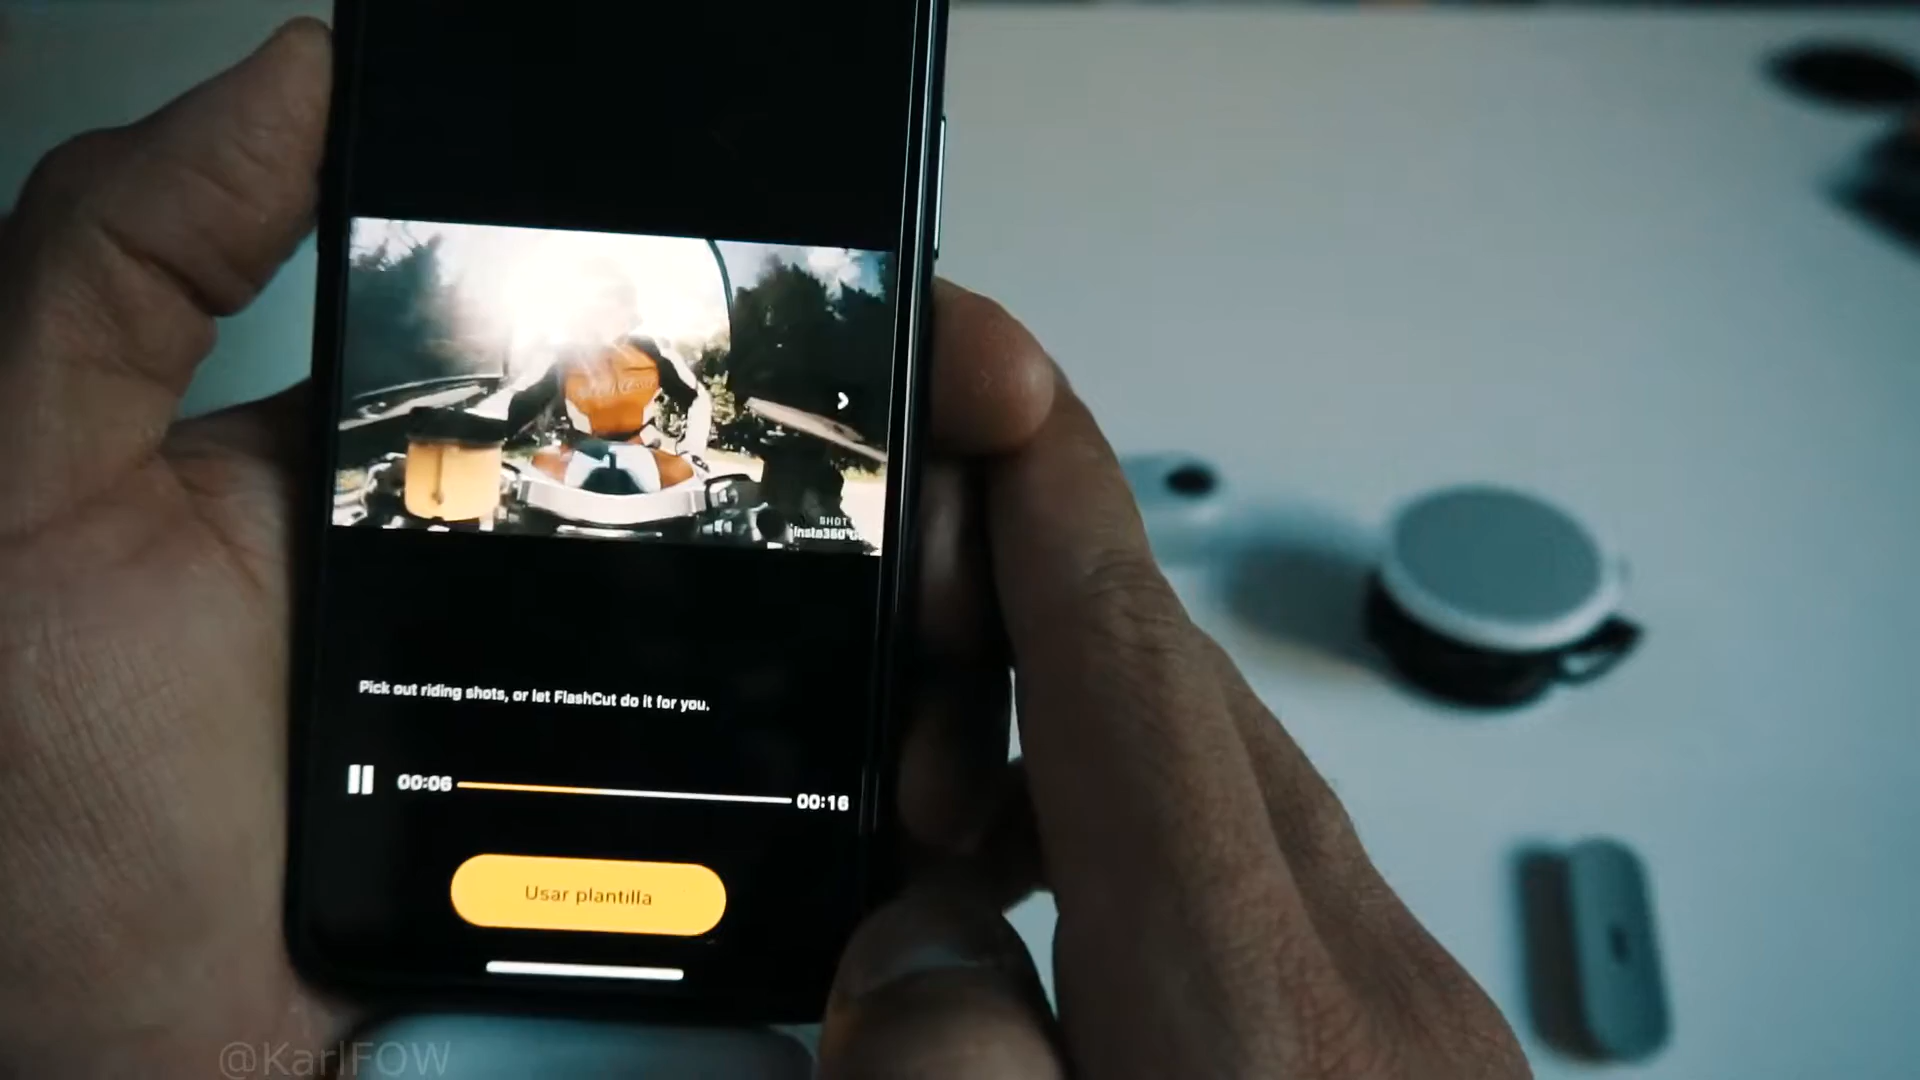 SHOT
Insta360 G
Pick out riding shots, or let FlashCut do it for you.
00:06
00:16
Usar plantilla
@KarlFOW